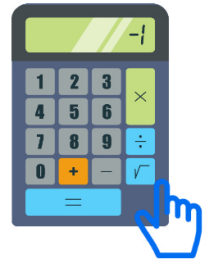 -1
1 2 3 ×
4 5 6
7 8 9 ÷
0 + − √
=